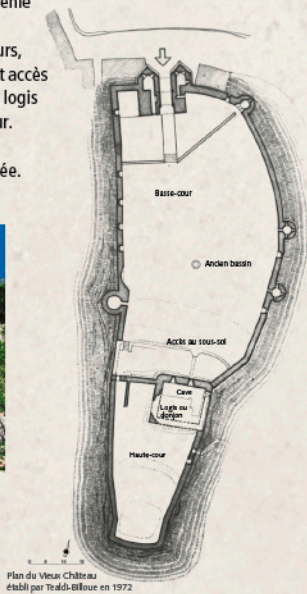 énie
urs,
t accès
logis
ur.
ée.
Basse-cour
Ancien bassin
Accès au sous-sol
Cave
Logis ou
donjon
Haute-cour
Plan du Vieux Château
établi par Tealdi-Billoue en 1972